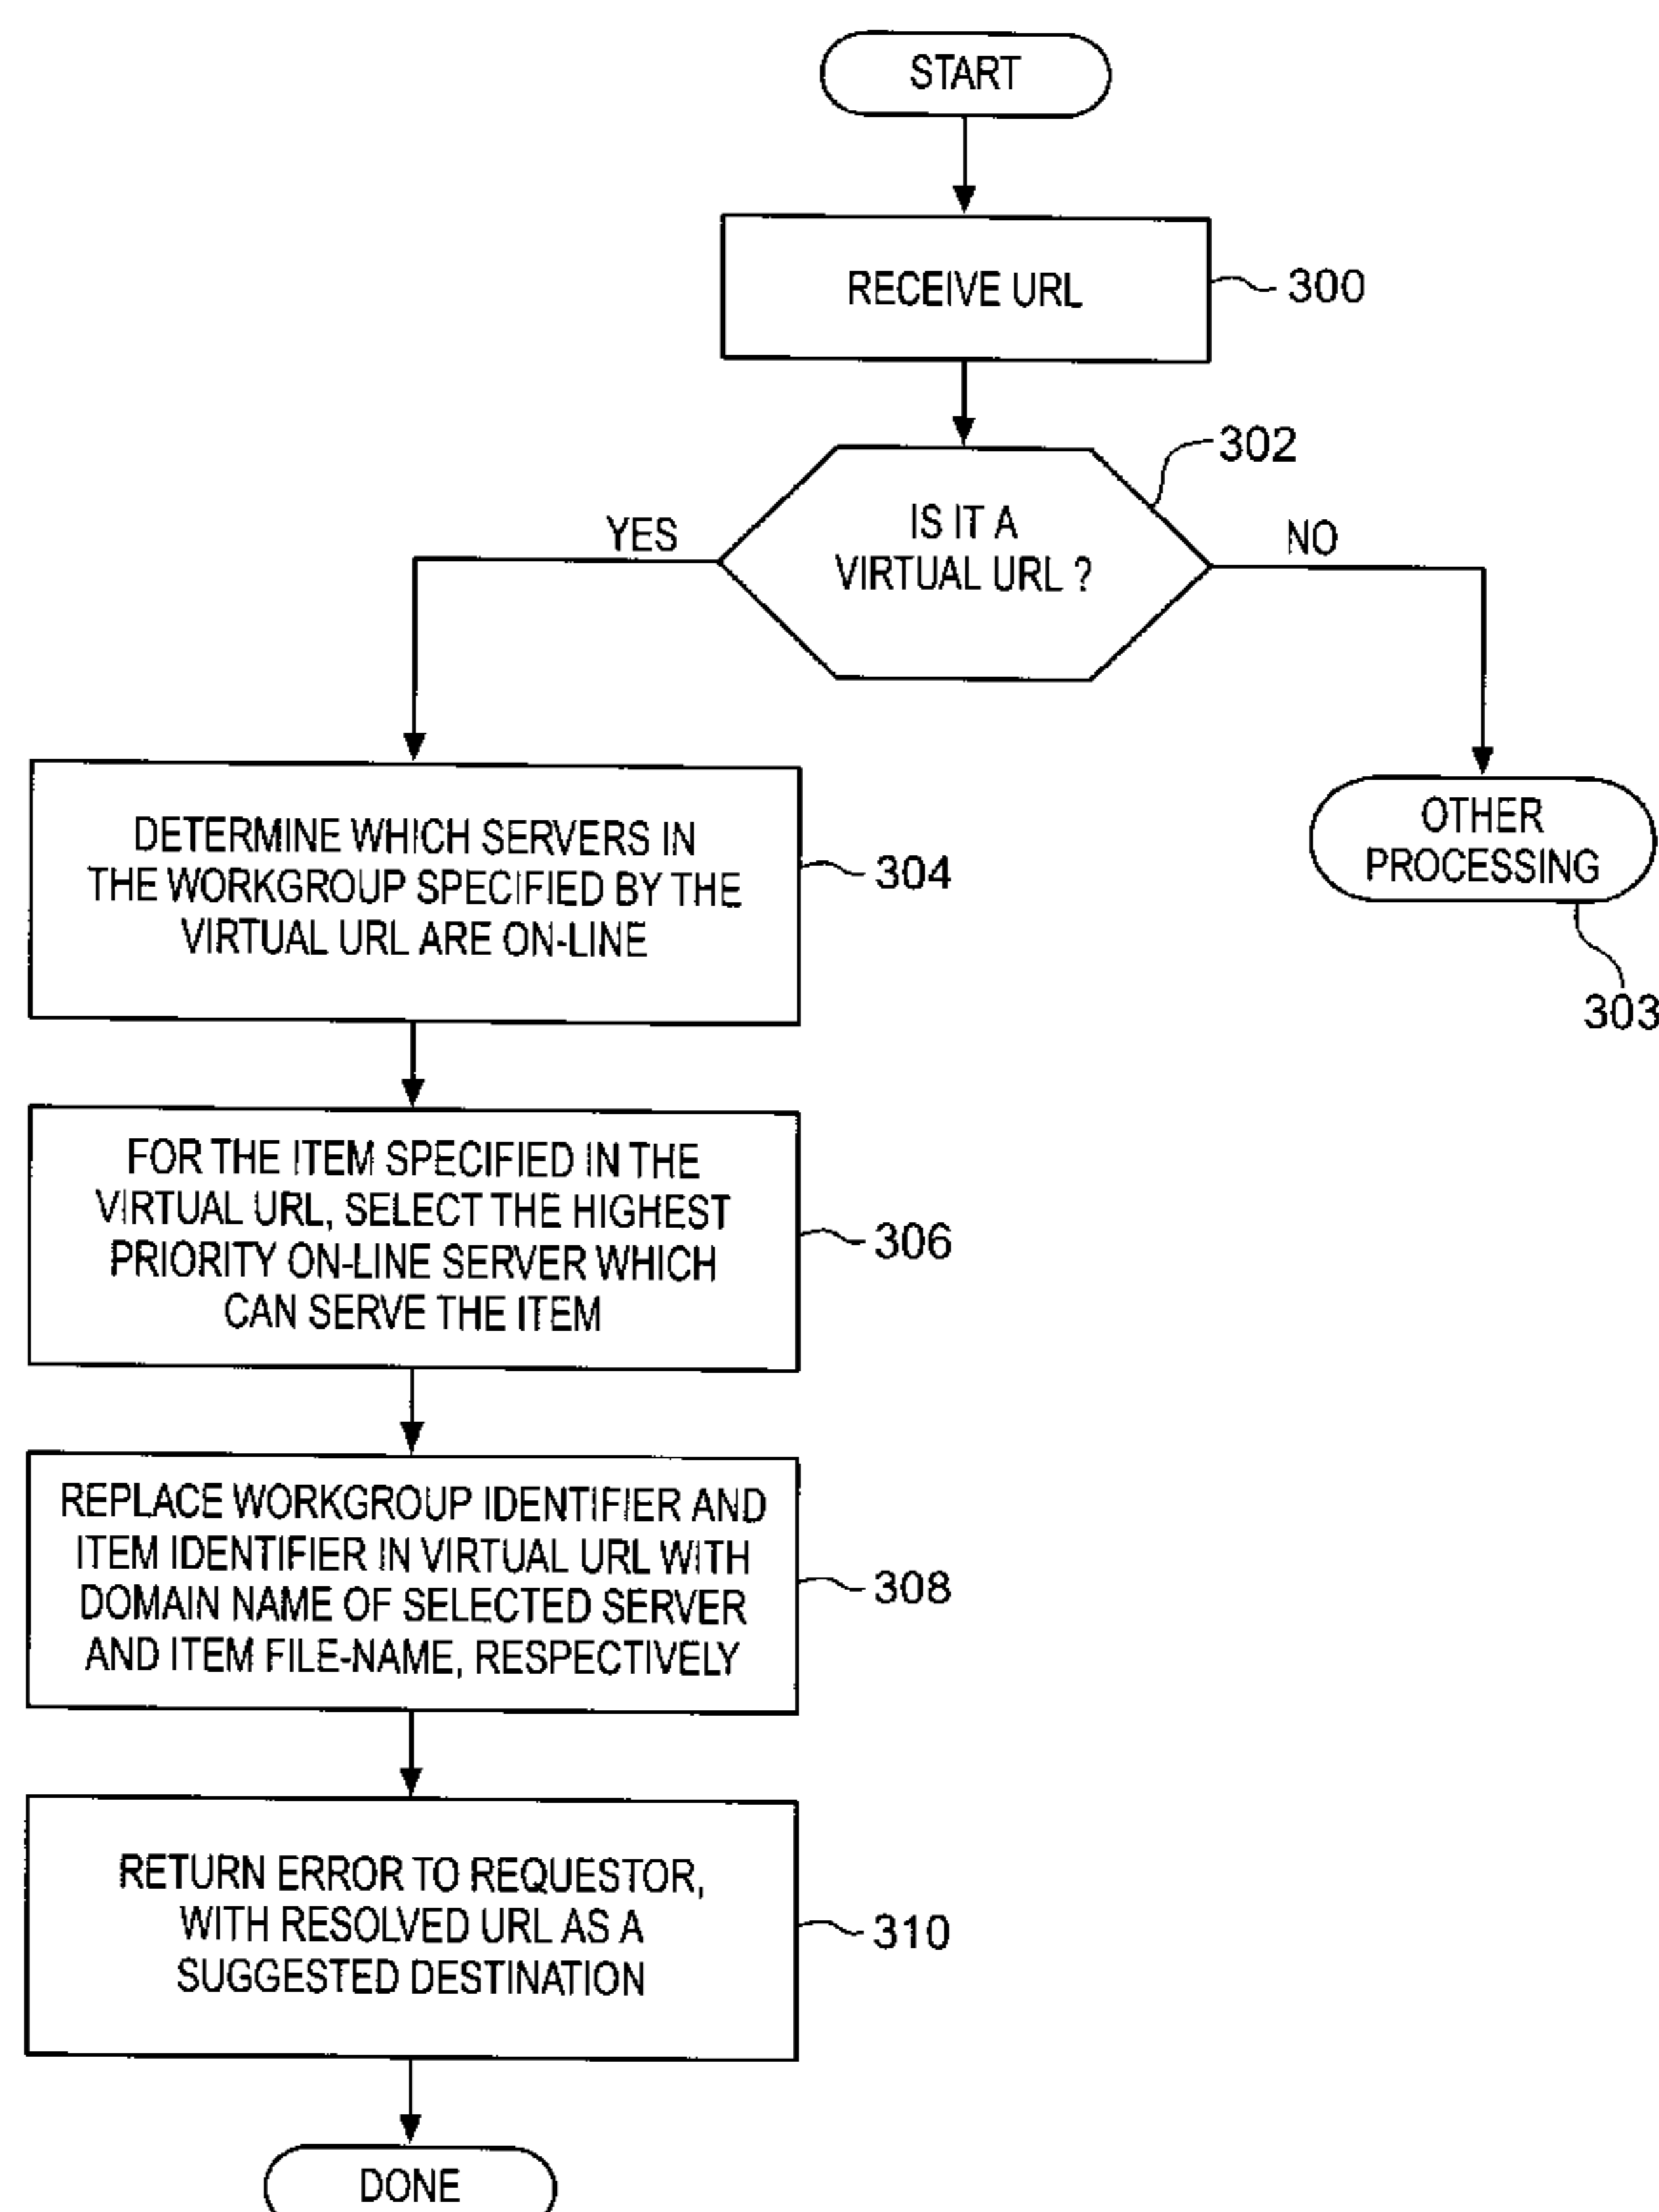 START
RECEIVE URL
300
302
IS IT A
VIRTUAL URL ?
YES
NO
DETERMINE WHICH SERVERS IN
THE WORKGROUP SPECIFIED BY THE
VIRTUAL URL ARE ON-LINE
304
OTHER
PROCESSING
303
FOR THE ITEM SPECIFIED IN THE
VIRTUAL URL, SELECT THE HIGHEST
PRIORITY ON-LINE SERVER WHICH
CAN SERVE THE ITEM
306
REPLACE WORKGROUP IDENTIFIER AND
ITEM IDENTIFIER IN VIRTUAL URL WITH
DOMAIN NAME OF SELECTED SERVER
AND ITEM FILE-NAME, RESPECTIVELY
308
RETURN ERROR TO REQUESTOR,
WITH RESOLVED URL AS A
SUGGESTED DESTINATION
310
DONE